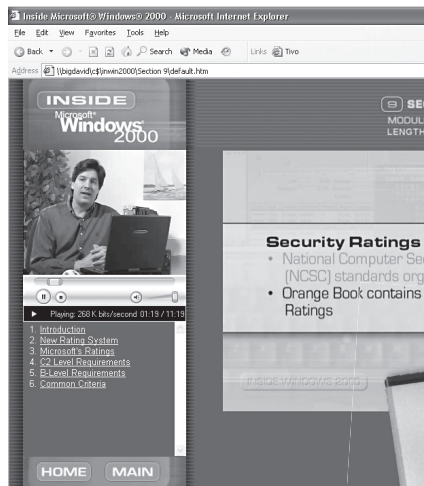 Inside Microsoft® Windows® 2000 - Microsoft Internet Explorer
File Edit View Favorites Tools Help
Back Search Media Links Tivo
Address \\bigdavid\c$\inwin2000\Section 9\default.htm
INSIDE
Microsoft®
Windows
2000
9 SE
MODUL
LENGTH
Security Ratings
• National Computer Sec
(NCSC) standards org
• Orange Book contains
Ratings
Playing: 268 K bits/second 01:19 / 11:19
1. Introduction
2. New Rating System
3. Microsoft's Ratings
4. C2 Level Requirements
5. B-Level Requirements
6. Common Criteria
INSIDE WINDOWS 2000
HOME MAIN